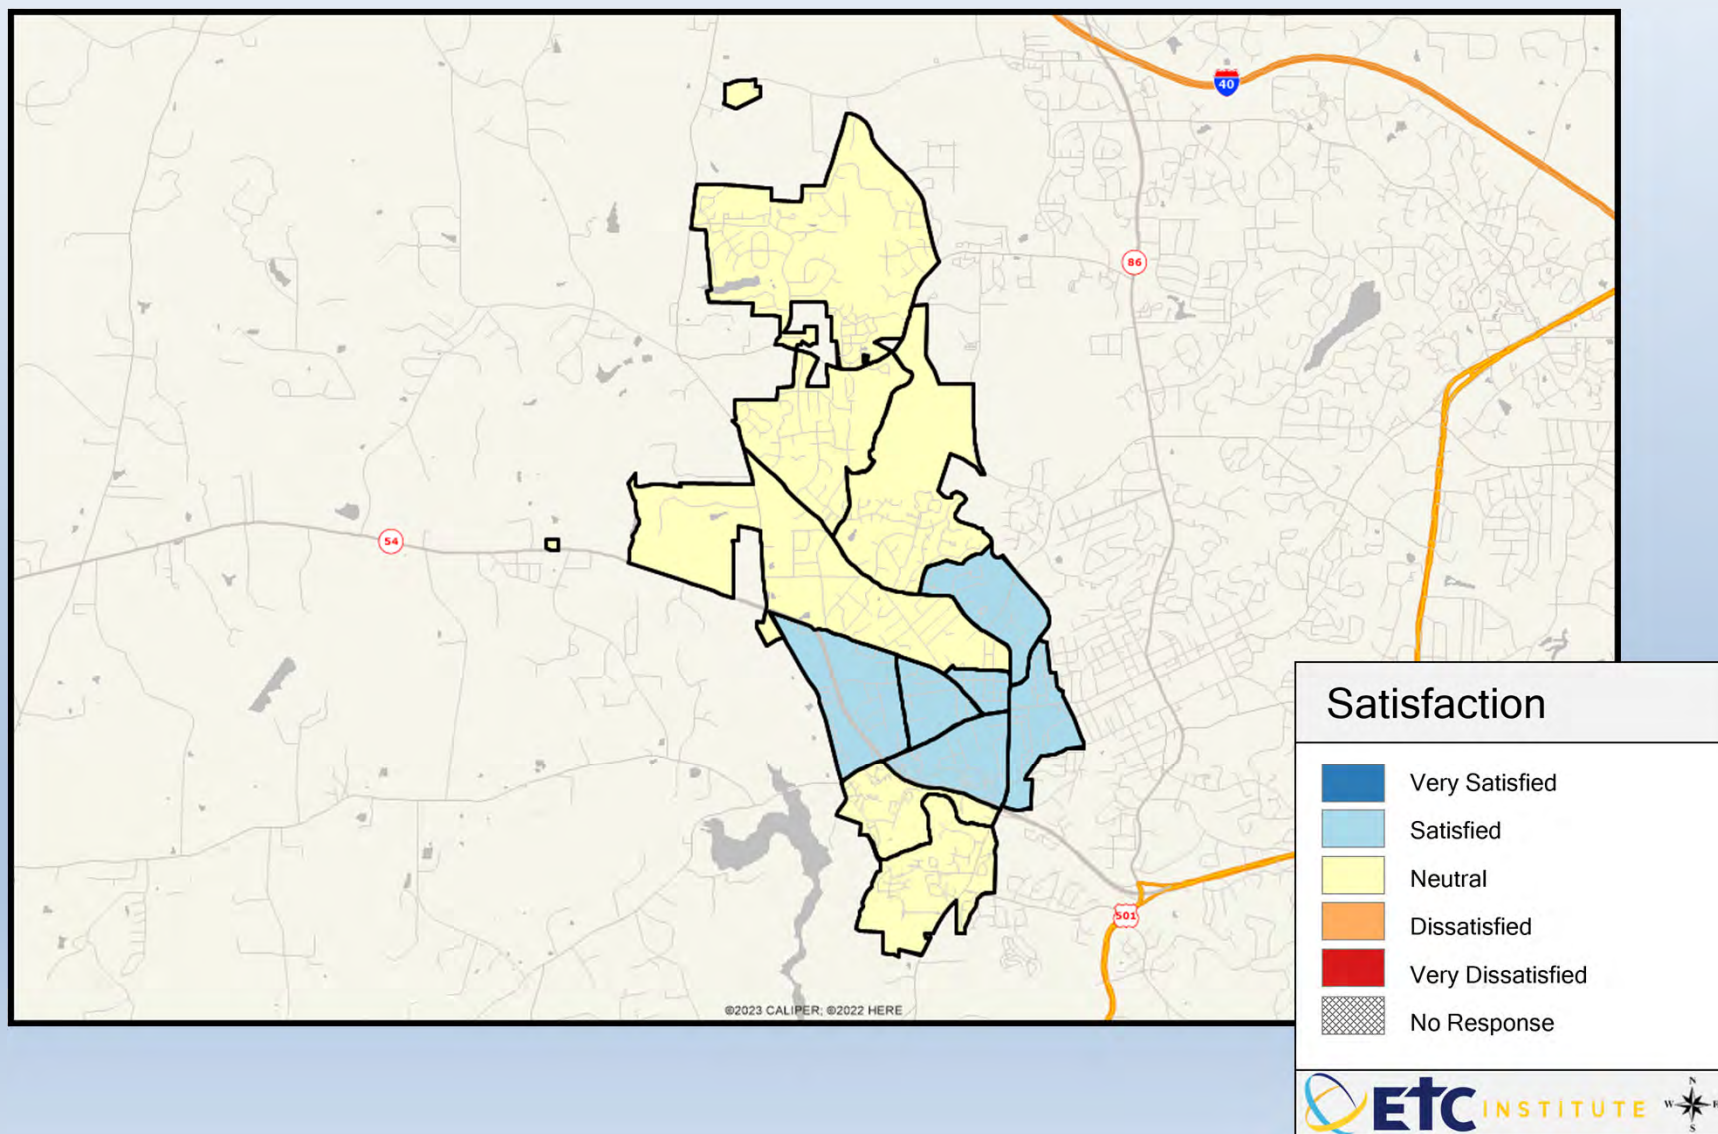 40
86
54
501
©2023 CALIPER; ©2022 HERE
Satisfaction
Very Satisfied
Satisfied
Neutral
Dissatisfied
Very Dissatisfied
No Response
ETC INSTITUTE
N
W E
S